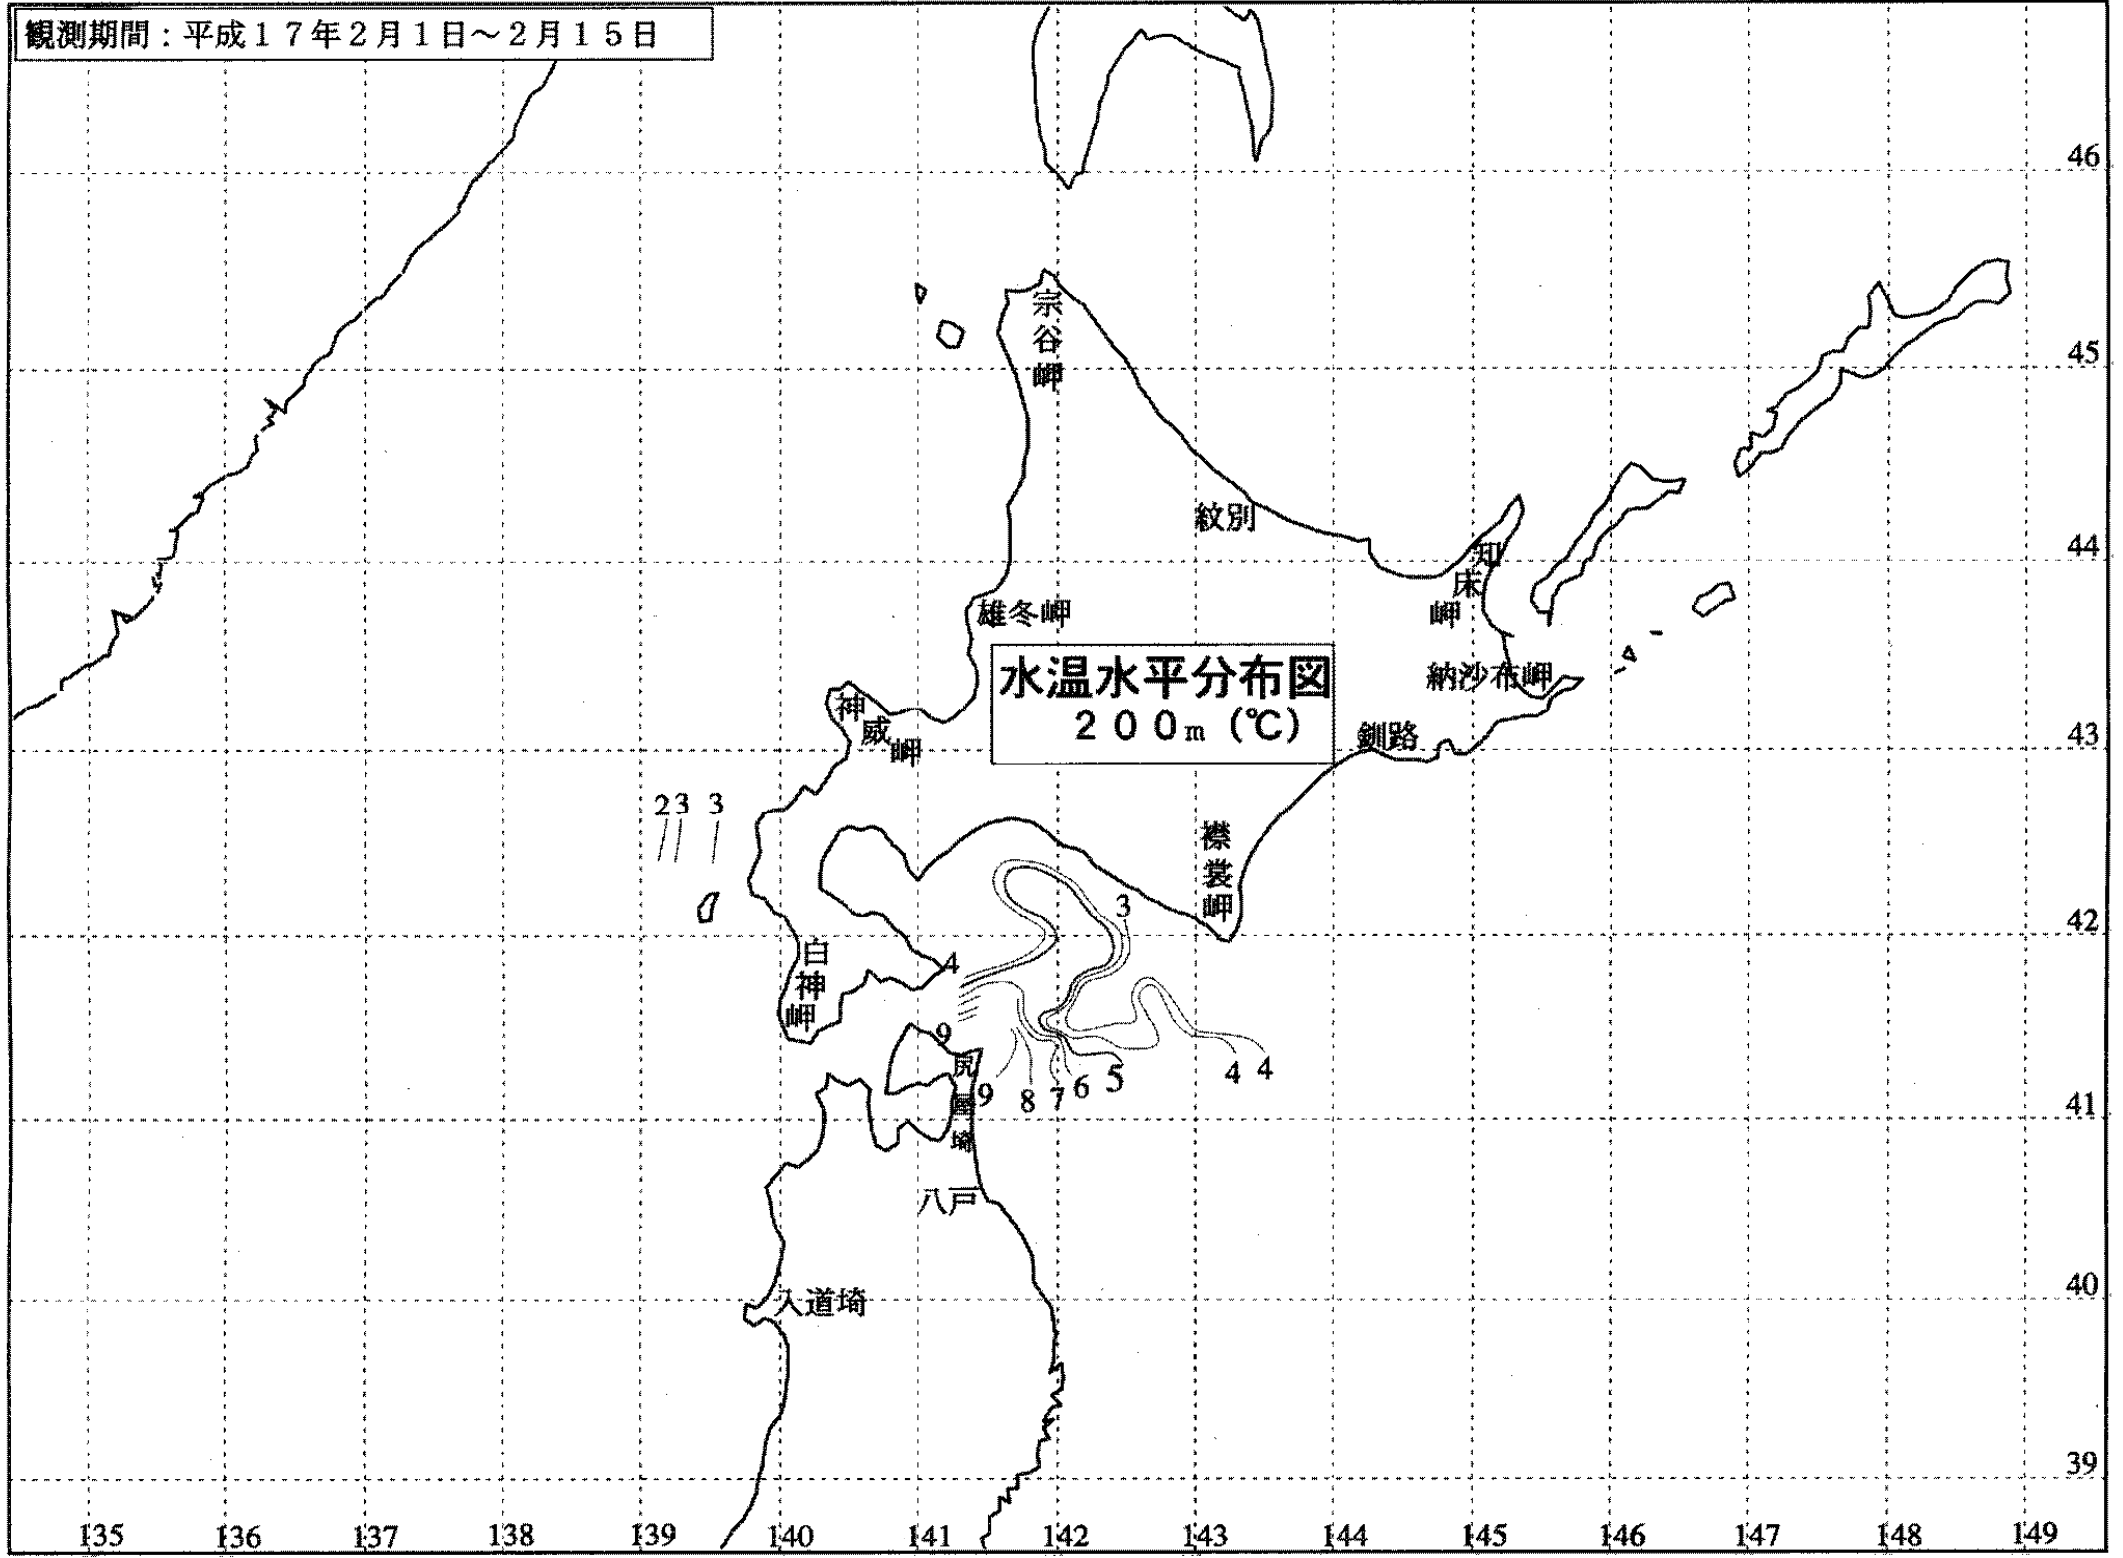 観測期間：平成１７年２月１日～２月１５日
46
宗谷岬
45
紋別
44
知床岬
雄冬岬
水温水平分布図
２００m（℃）
納沙布岬
神威岬
釧路
43
2 3 3
襟裳岬
3
42
白神岬
4
9
尻屋埼
9 8 7 6 5 4 4
41
八戸
入道埼
40
39
135 136 137 138 139 140 141 142 143 144 145 146 147 148 149